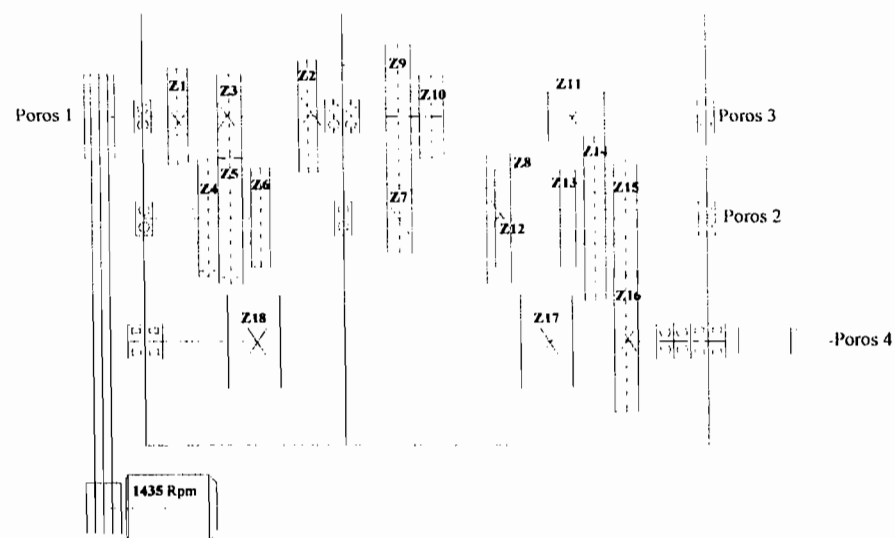 Z1
Z3
Z2
Z9
Z10
Z11
Poros 1
Poros 3
Z4
Z5
Z6
Z7
Z8
Z12
Z13
Z14
Z15
Poros 2
Z18
Z17
Z16
-Poros 4
1435 Rpm